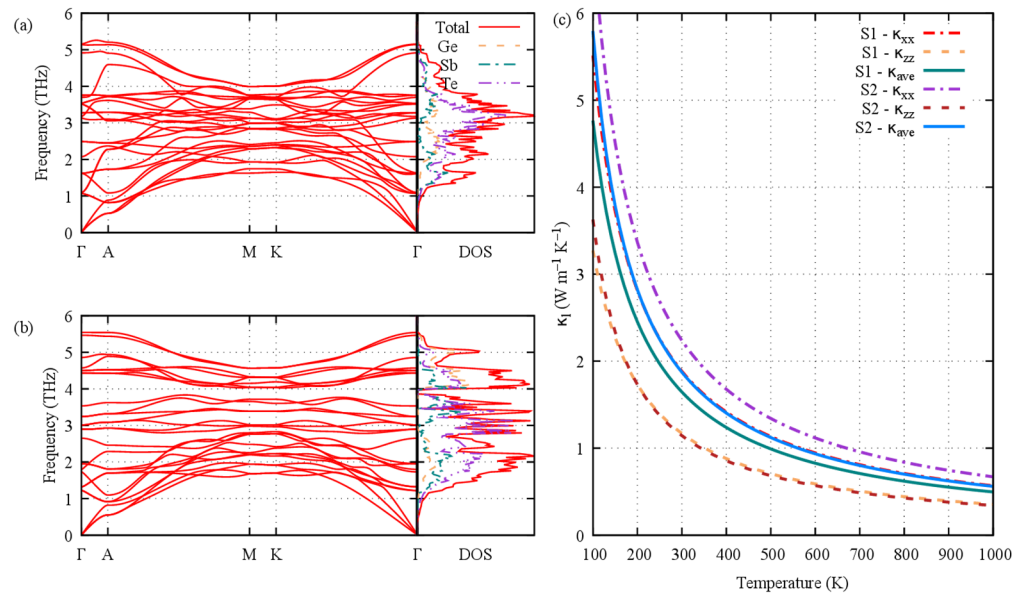 (a)
Frequency (THz)
6
5
4
3
2
1
0
Γ A M K Γ DOS
Total
Ge
Sb
Te
(b)
Frequency (THz)
6
5
4
3
2
1
0
Γ A M K Γ DOS
(c)
κl (W m−1 K−1)
6
5
4
3
2
1
0
S1 - κxx
S1 - κzz
S1 - κave
S2 - κxx
S2 - κzz
S2 - κave
100 200 300 400 500 600 700 800 900 1000
Temperature (K)